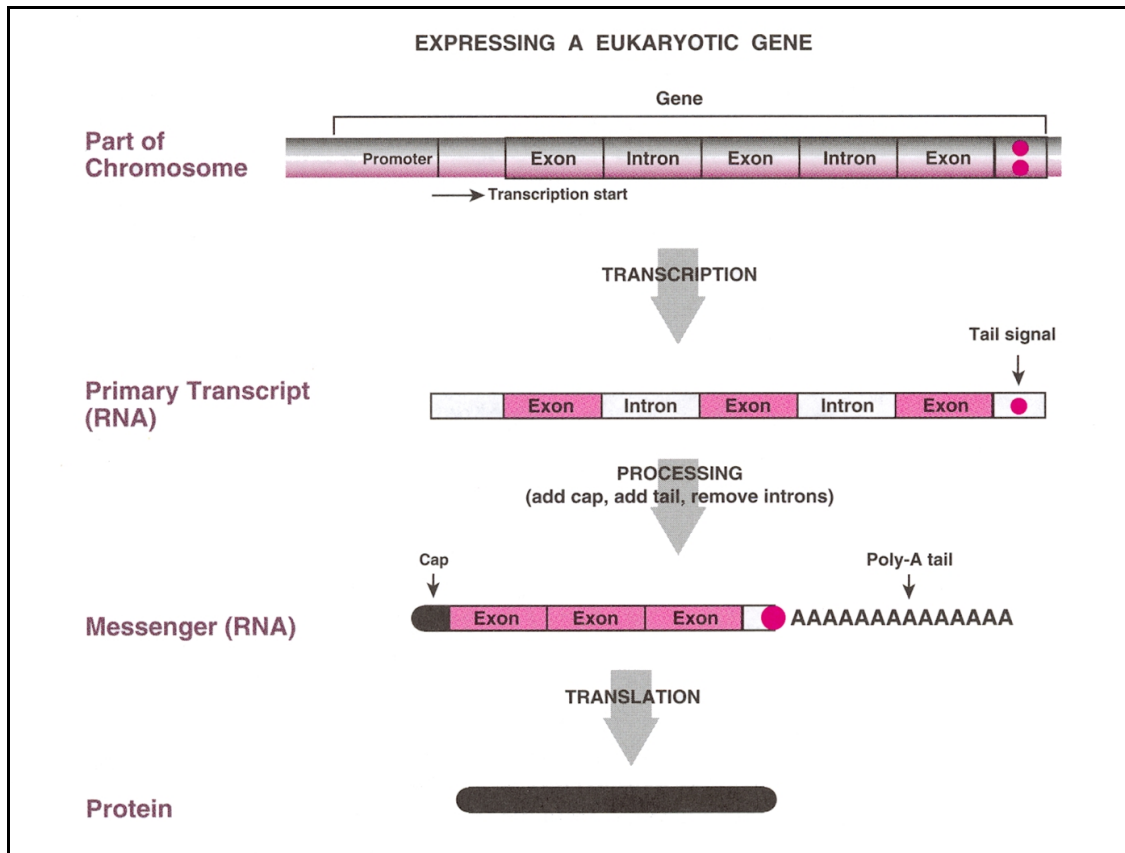 EXPRESSING A EUKARYOTIC GENE
Gene
Part of
Chromosome
Promoter
Exon
Intron
Exon
Intron
Exon
Transcription start
TRANSCRIPTION
Tail signal
Primary Transcript
(RNA)
Exon
Intron
Exon
Intron
Exon
PROCESSING
(add cap, add tail, remove introns)
Cap
Poly-A tail
Messenger (RNA)
Exon
Exon
Exon
AAAAAAAAAAAAAA
TRANSLATION
Protein